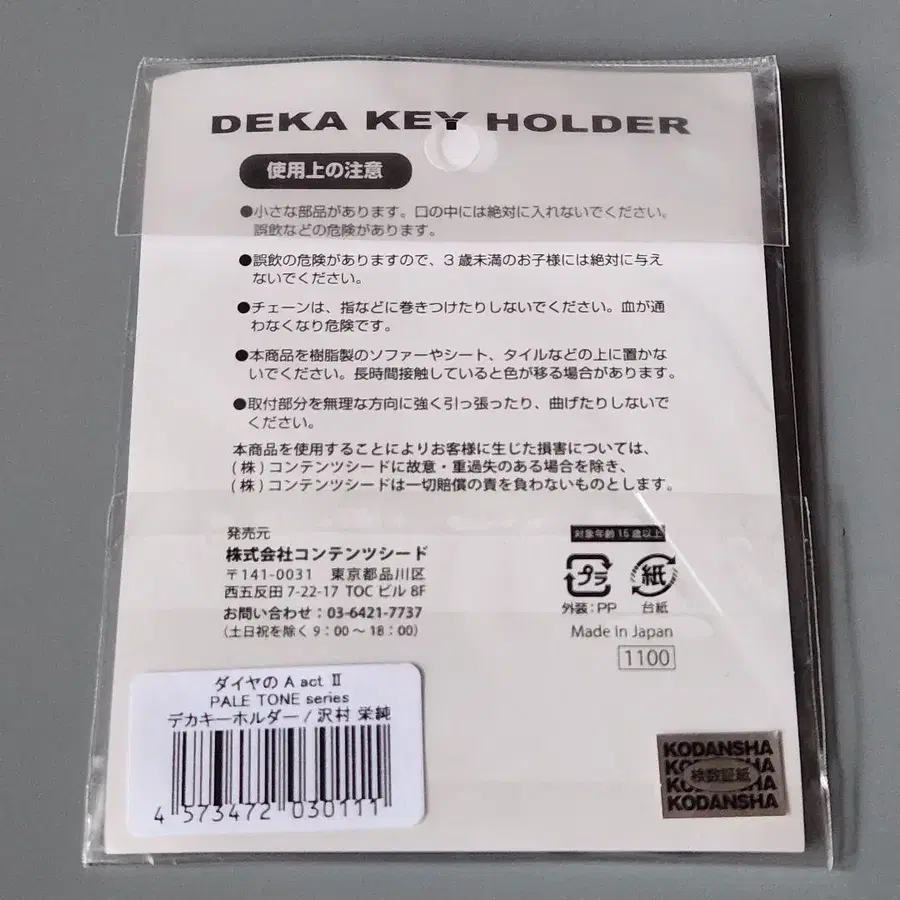 DEKA KEY HOLDER
使用上の注意
●小さな部品があります。口の中には絶対に入れないでください。
誤飲などの危険があります。
●誤飲の危険がありますので、3歳未満のお子様には絶対に与え
ないでください。
●チェーンは、指などに巻きつけたりしないでください。血が通
わなくなり危険です。
●本商品を樹脂製のソファーやシート、タイルなどの上に置かな
いでください。長時間接触していると色が移る場合があります。
●取付部分を無理な方向に強く引っ張ったり、曲げたりしないで
ください。
本商品を使用することによりお客様に生じた損害については、
(株)コンテンツシードに故意・重過失のある場合を除き、
(株)コンテンツシードは一切賠償の責を負わないものとします。
発売元
株式会社コンテンツシード
〒141-0031 東京都品川区
西五反田 7-22-17 TOC ビル 8F
お問い合わせ:03-6421-7737
(土日祝を除く 9:00~18:00)
対象年齢15歳以上
プラ 紙
外装:PP 台紙
Made In Japan
1100
ダイヤの A act Ⅱ
PALE TONE series
デカキーホルダー / 沢村 栄純
4 573472 030111
KODANSHA
KODANSHA
検数証紙
KODANSHA
KODANSHA